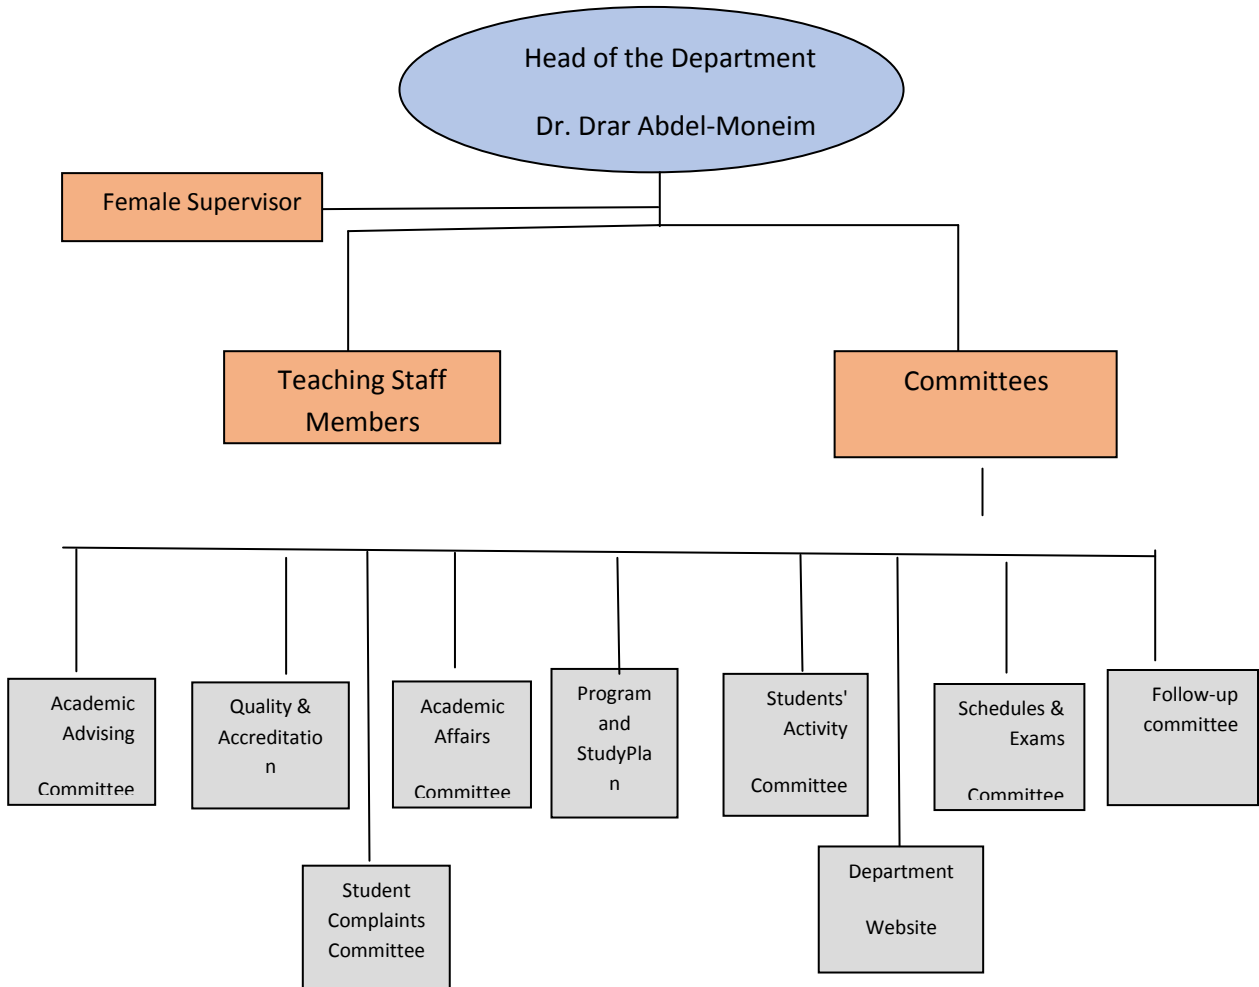 Head of the Department
Dr. Drar Abdel-Moneim
Female Supervisor
Teaching Staff
Members
Committees
Academic
Advising
Committee
Quality &
Accreditatio
n
Academic
Affairs
Committee
Program
and
StudyPla
n
Students'
Activity
Committee
Schedules &
Exams
Committee
Follow-up
committee
Student
Complaints
Committee
Department
Website